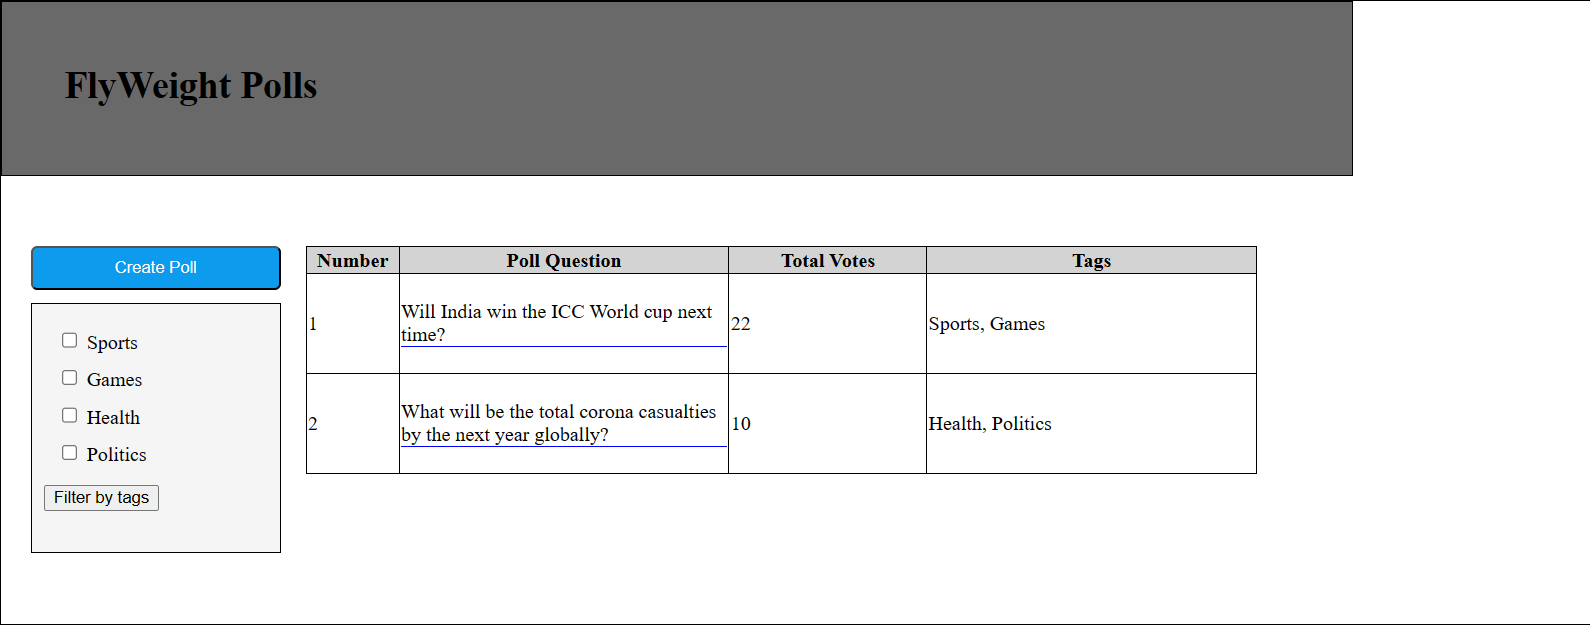 FlyWeight Polls
Create Poll
Sports
Games
Health
Politics
Filter by tags
Number Poll Question Total Votes Tags
1 Will India win the ICC World cup next
time? 22 Sports, Games
2 What will be the total corona casualties
by the next year globally? 10 Health, Politics